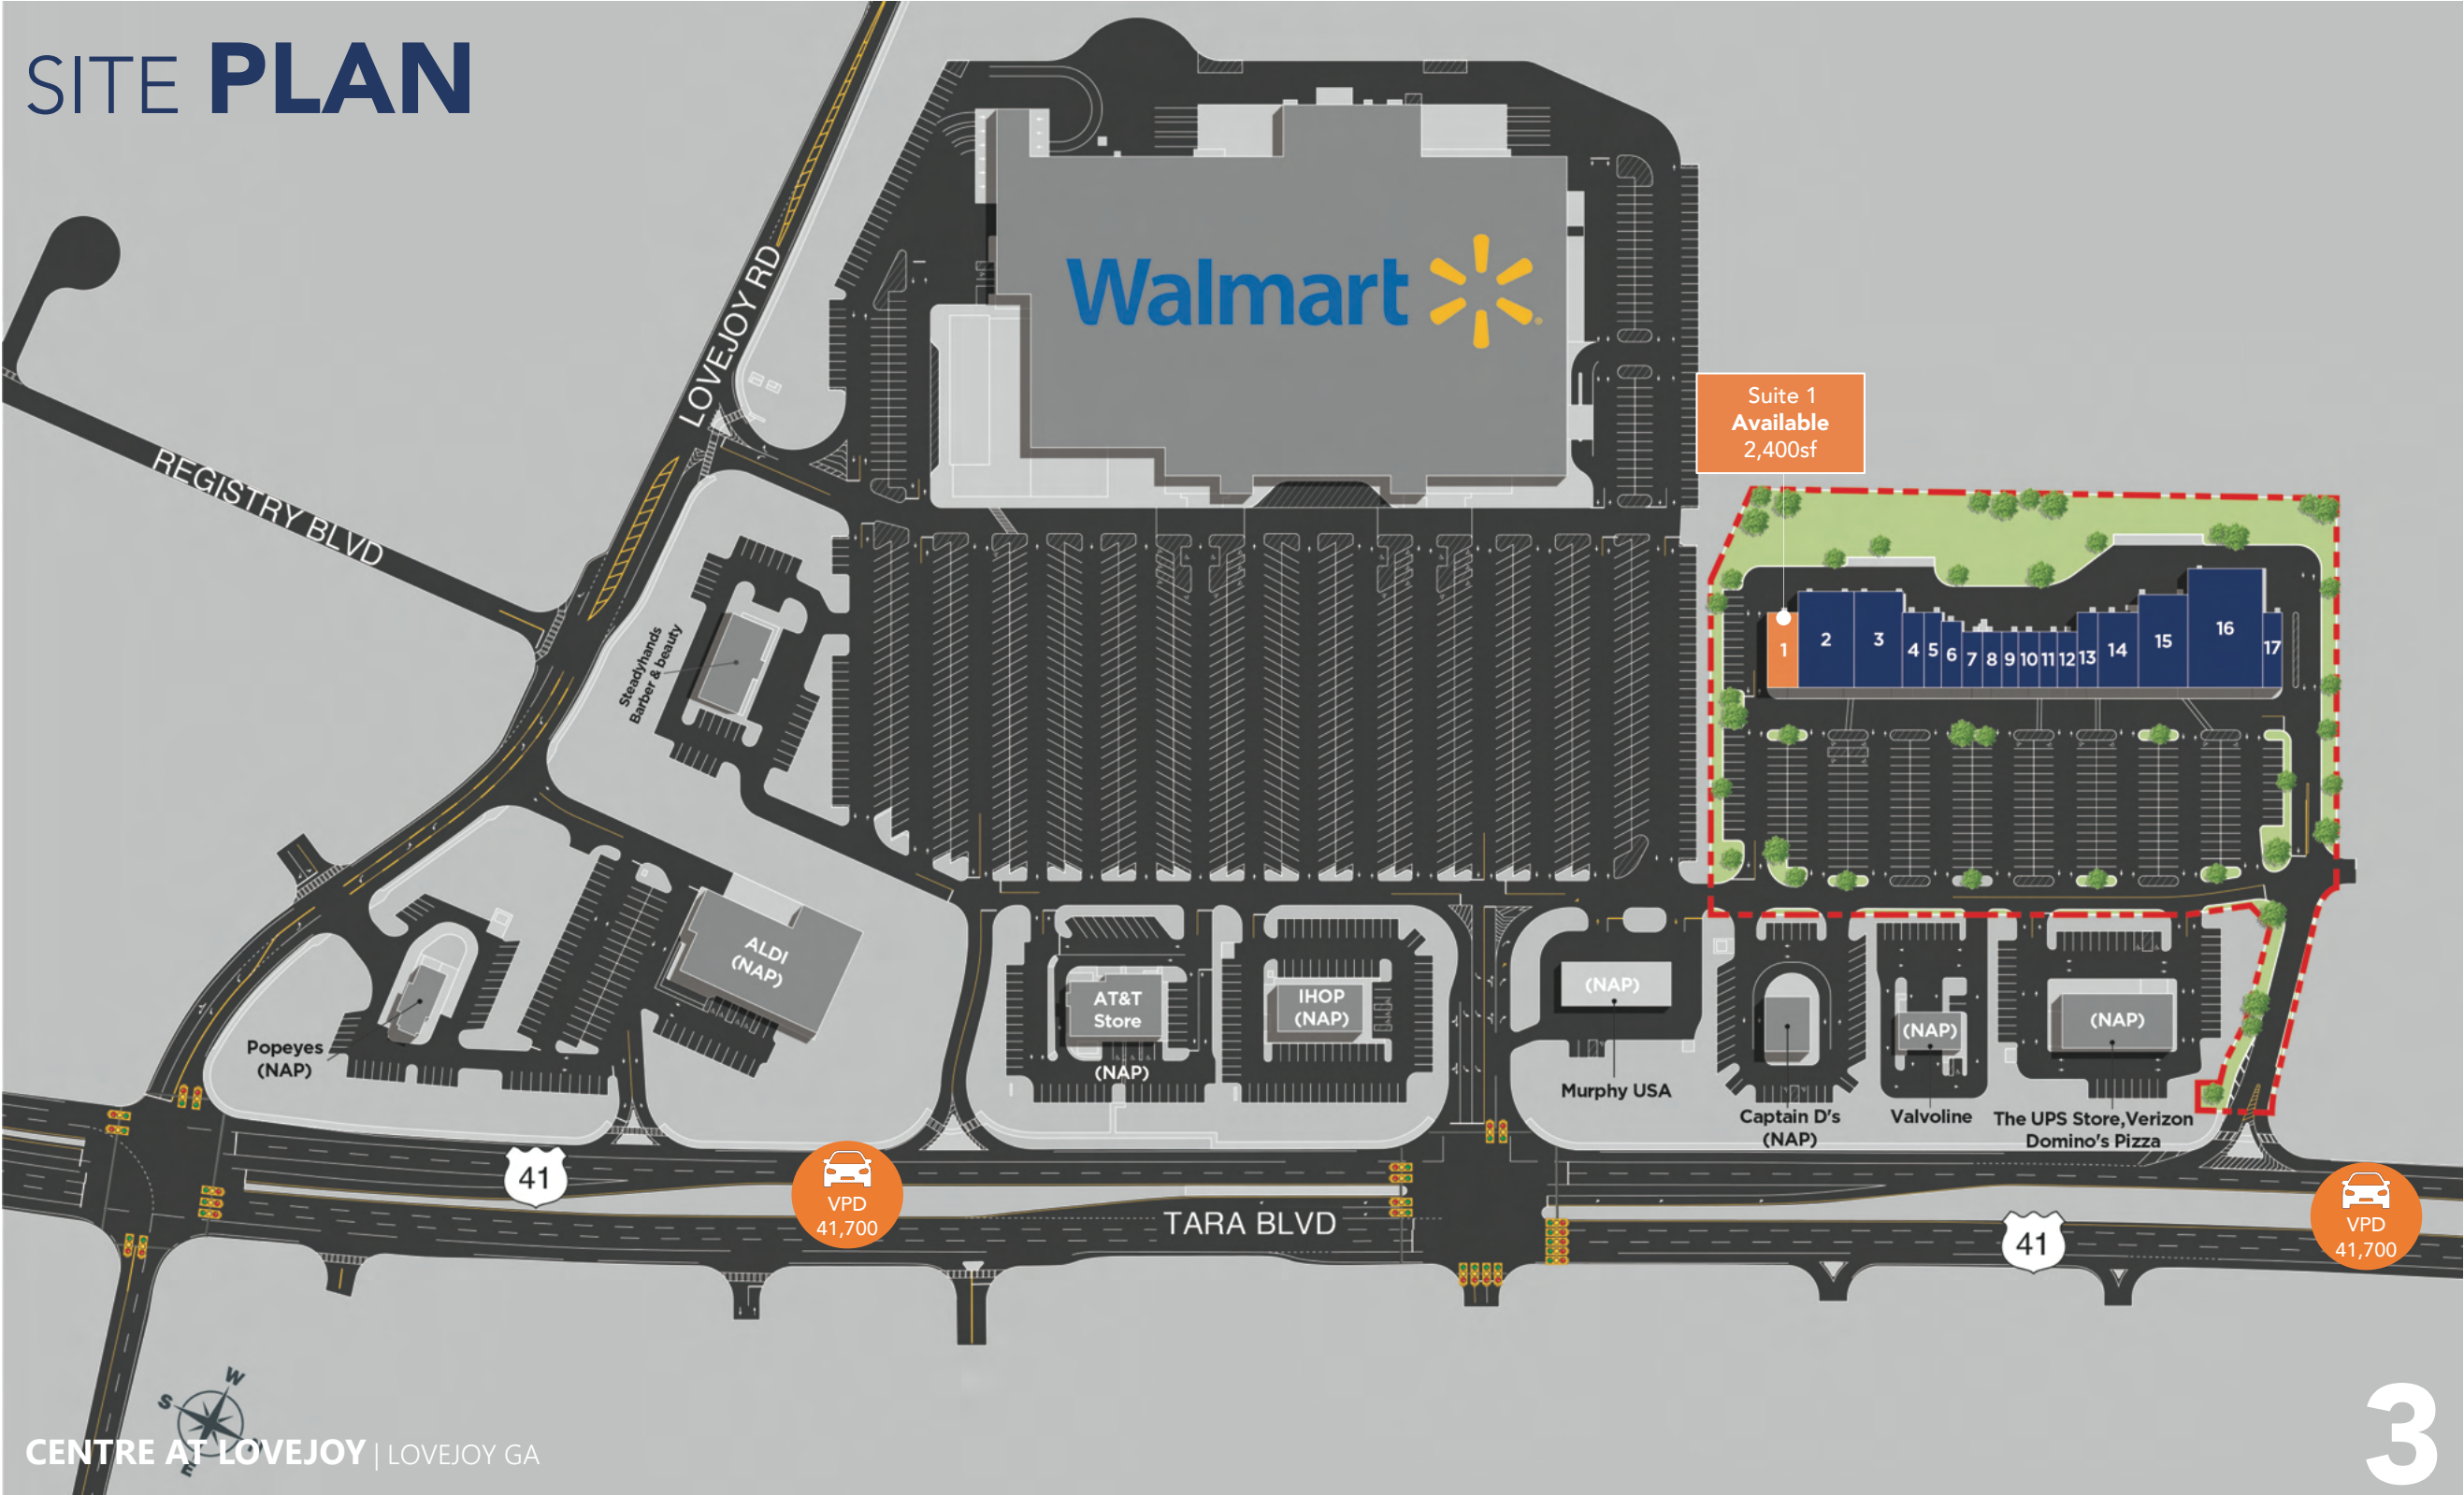 SITE PLAN
Walmart
LOVEJOY RD
REGISTRY BLVD
Suite 1
Available
2,400sf
1 2 3 4 5 6 7 8 9 10 11 12 13 14 15 16 17
Steadyhands
Barber & beauty
ALDI
(NAP)
Popeyes
(NAP)
AT&T
Store
(NAP)
IHOP
(NAP)
(NAP)
Murphy USA
Captain D's
(NAP)
(NAP)
Valvoline
(NAP)
The UPS Store,Verizon
Domino's Pizza
41
VPD
41,700
TARA BLVD
41
VPD
41,700
W
S
E
CENTRE AT LOVEJOY | LOVEJOY GA
3